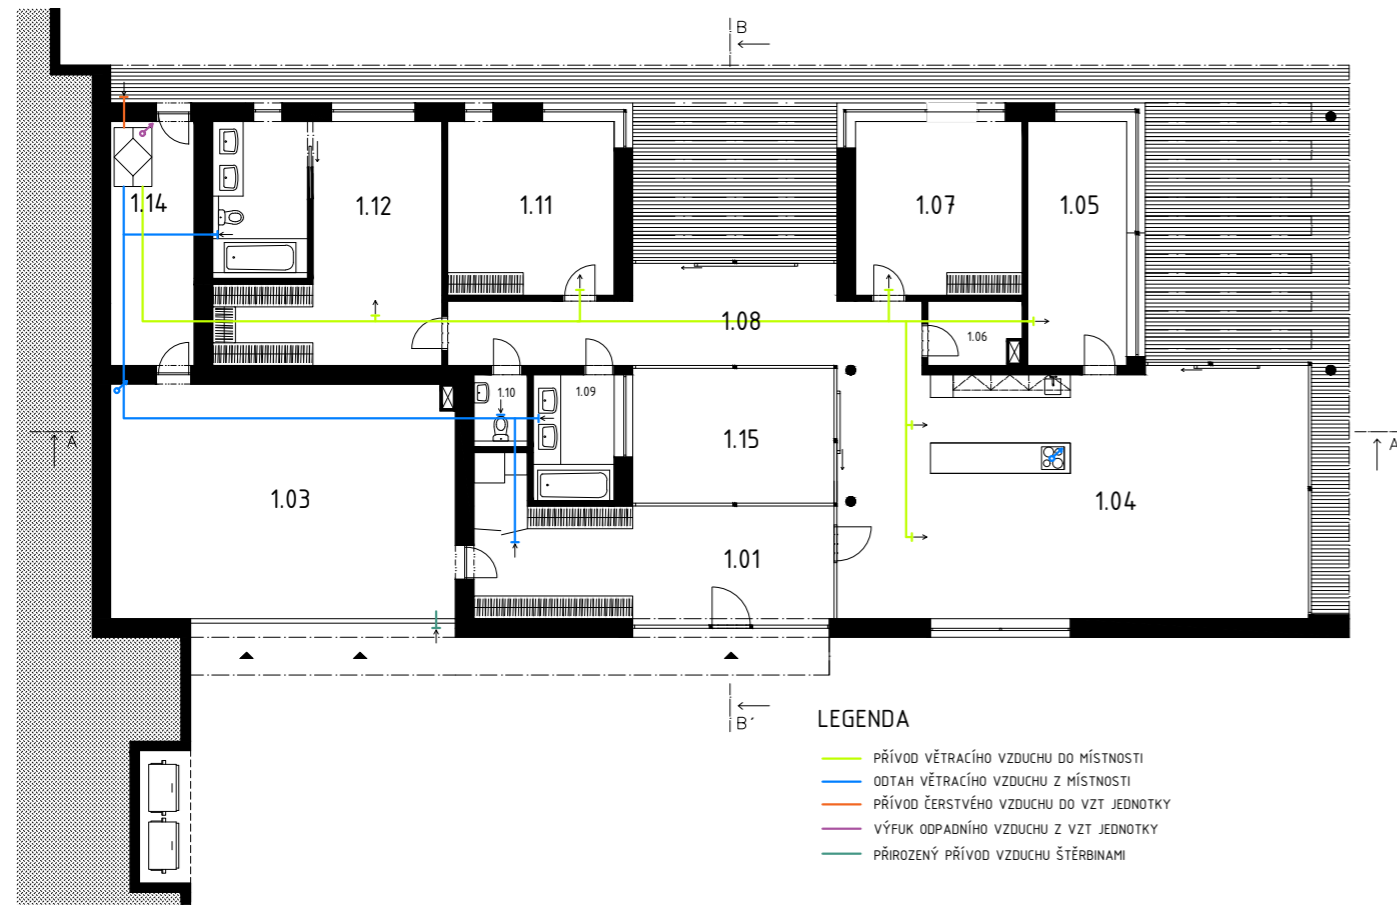 B
1.14
1.12
1.11
1.07
1.05
1.08
1.06
1.10
1.09
1.15
A
A
1.03
1.04
1.01
B´
LEGENDA
PŘÍVOD VĚTRACÍHO VZDUCHU DO MÍSTNOSTI
ODTAH VĚTRACÍHO VZDUCHU Z MÍSTNOSTI
PŘÍVOD ČERSTVÉHO VZDUCHU DO VZT JEDNOTKY
VÝFUK ODPADNÍHO VZDUCHU Z VZT JEDNOTKY
PŘIROZENÝ PŘÍVOD VZDUCHU ŠTĚRBINAMI